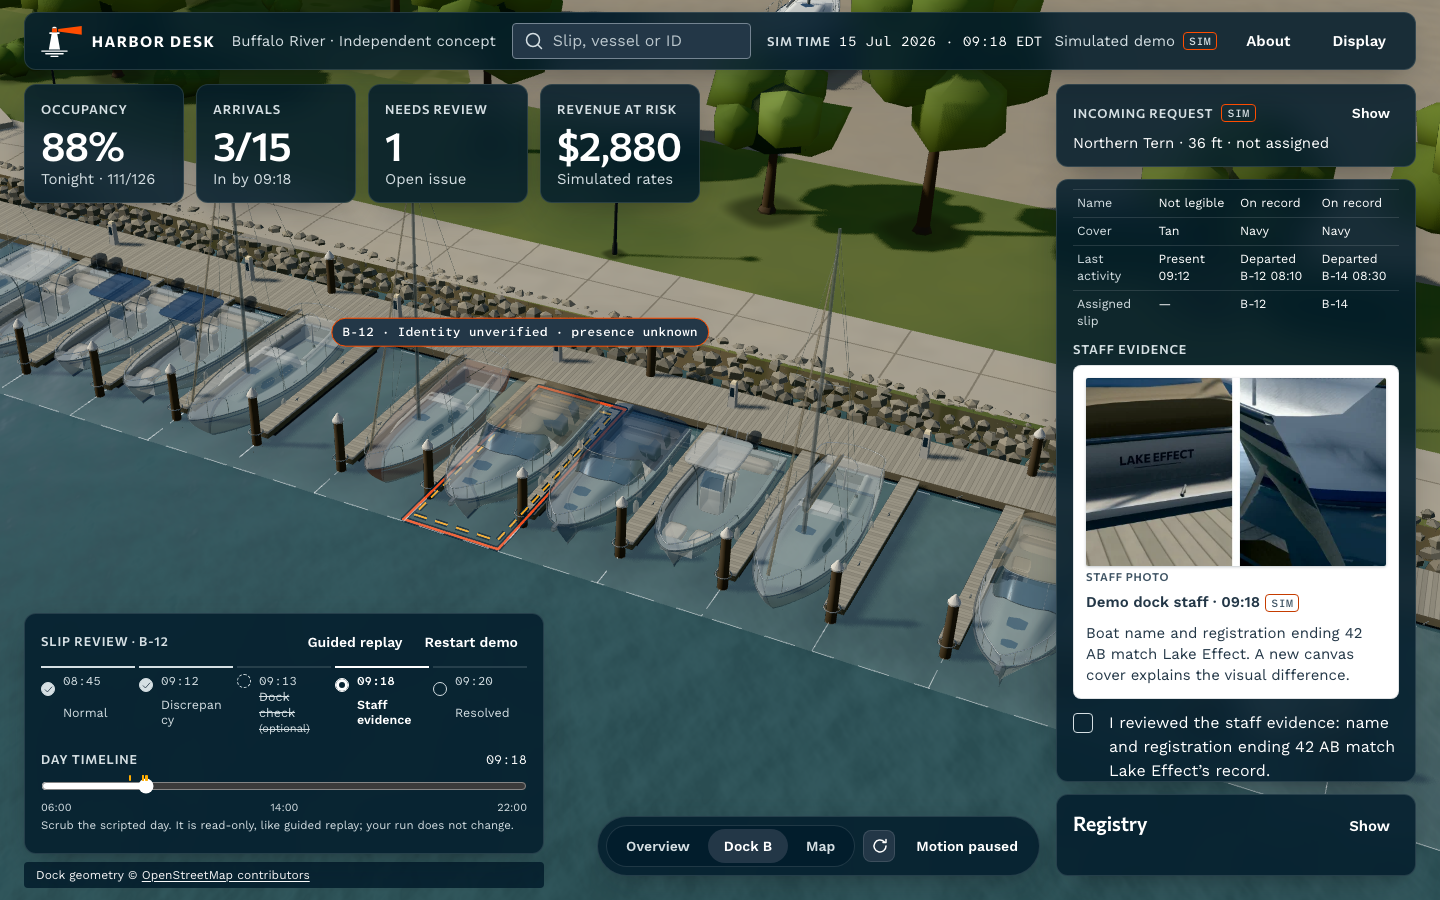 HARBOR DESK
Buffalo River · Independent concept
Slip, vessel or ID
SIM TIME 15 Jul 2026 · 09:18 EDT
Simulated demo SIM
About
Display
OCCUPANCY
88%
Tonight · 111/126
ARRIVALS
3/15
In by 09:18
NEEDS REVIEW
1
Open issue
REVENUE AT RISK
$2,880
Simulated rates
INCOMING REQUEST SIM
Show
Northern Tern · 36 ft · not assigned
Name Not legible On record On record
Cover Tan Navy Navy
Last Present Departed Departed
activity 09:12 B-12 08:10 B-14 08:30
Assigned — B-12 B-14
slip
STAFF EVIDENCE
LAKE EFFECT
STAFF PHOTO
Demo dock staff · 09:18 SIM
Boat name and registration ending 42
AB match Lake Effect. A new canvas
cover explains the visual difference.
I reviewed the staff evidence: name
and registration ending 42 AB match
Lake Effect’s record.
Registry
Show
B-12 · Identity unverified · presence unknown
SLIP REVIEW · B-12
Guided replay
Restart demo
08:45
Normal
09:12
Discrepan
cy
09:13
Dock
check
(optional)
09:18
Staff
evidence
09:20
Resolved
DAY TIMELINE
09:18
06:00
14:00
22:00
Scrub the scripted day. It is read-only, like guided replay; your run does not change.
Overview
Dock B
Map
Motion paused
Dock geometry © OpenStreetMap contributors